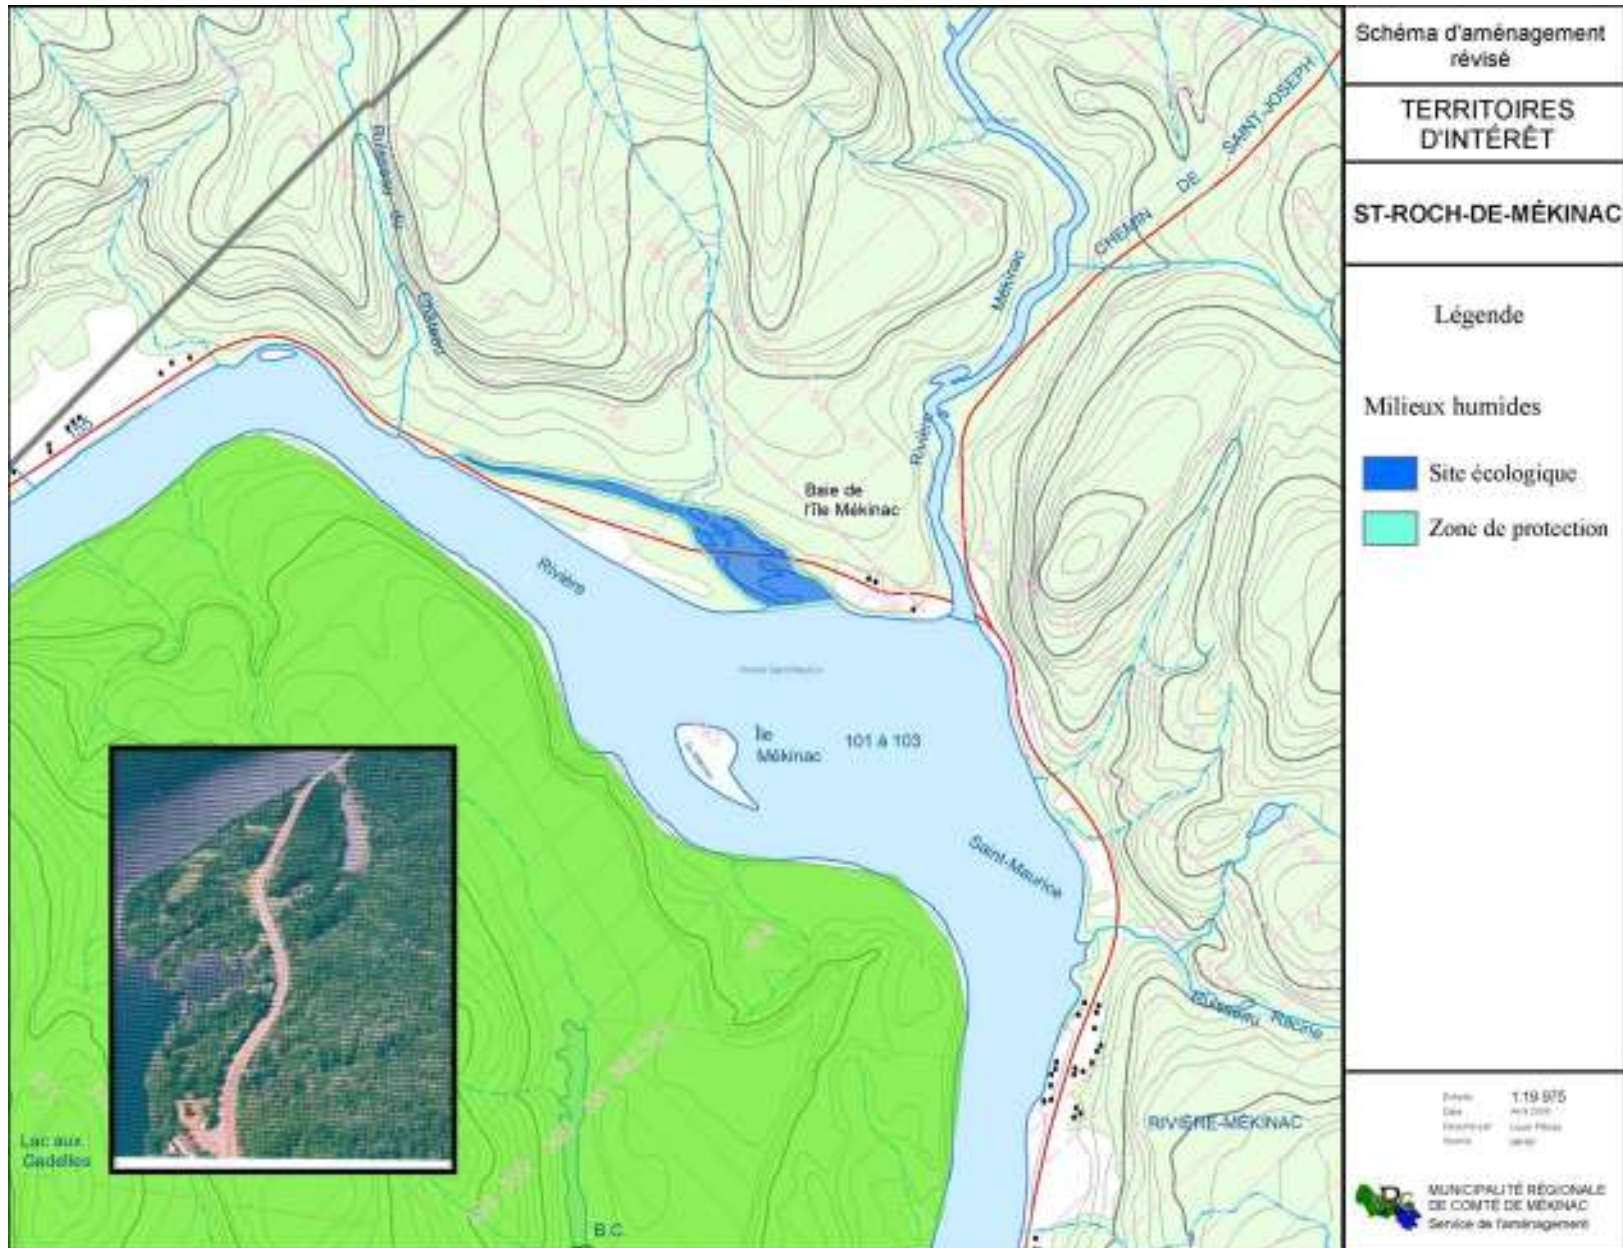 Schéma d'aménagement
révisé
TERRITOIRES
D'INTÉRÊT
ST-ROCH-DE-MÉKINAC
Légende
Milieux humides
Site écologique
Zone de protection
1:19 975
MUNICIPALITÉ RÉGIONALE
DE COMTÉ DE MÉKINAC
Service de l'aménagement
Ruisseau du
Château
CHEMIN DE SAINT-JOSEPH
Rivière Mékinac
Baie de
l'Île Mékinac
Rivière
Île
Mékinac
101 à 103
Saint-Maurice
Ruisseau Racine
RIVIÈRE-MÉKINAC
Lac aux
Gadelles
B.C.